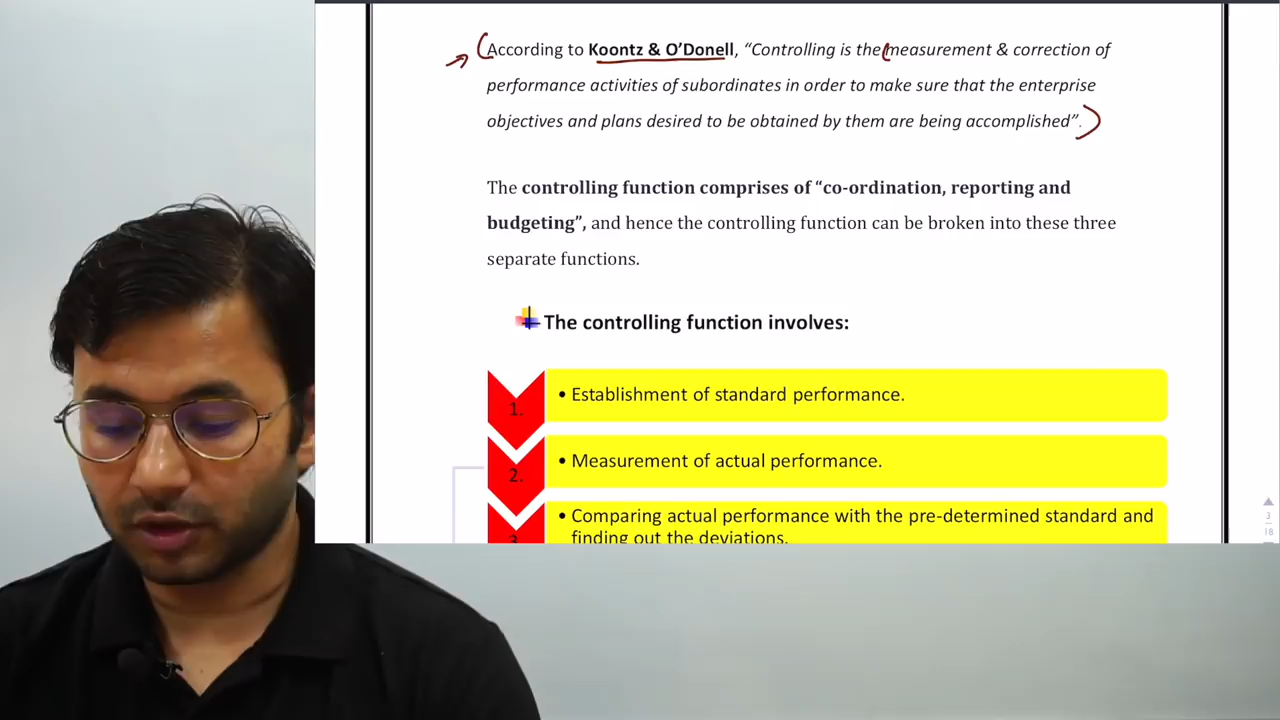 According to Koontz & O’Donell, “Controlling is the measurement & correction of
performance activities of subordinates in order to make sure that the enterprise
objectives and plans desired to be obtained by them are being accomplished”.
The controlling function comprises of “co-ordination, reporting and
budgeting”, and hence the controlling function can be broken into these three
separate functions.
The controlling function involves:
1.
• Establishment of standard performance.
2.
• Measurement of actual performance.
3.
• Comparing actual performance with the pre-determined standard and
finding out the deviations.
3
18